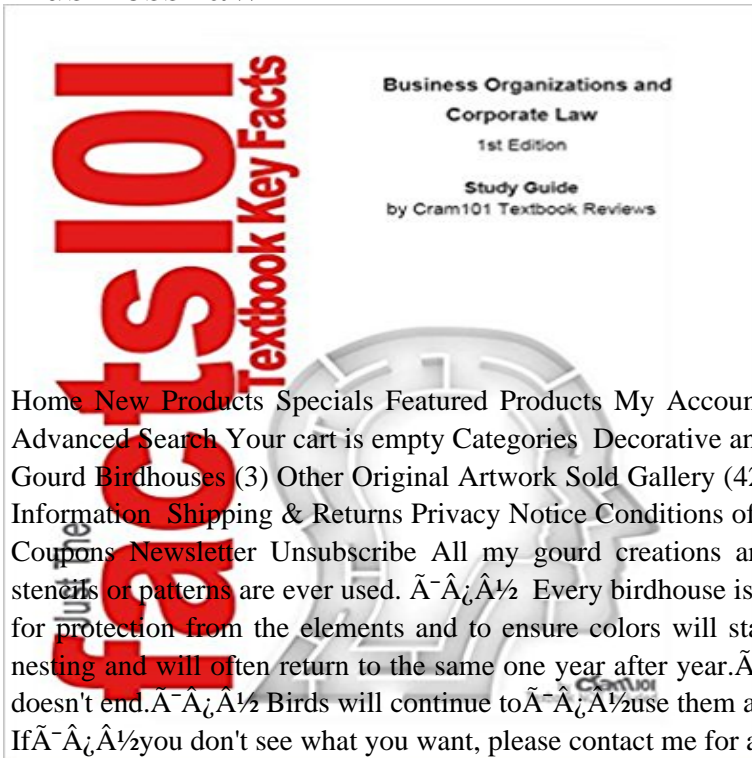 Business Organizations and
Corporate Law
1st Edition
Study Guide
by Cram101 Textbook Reviews
Just The
facts101
Textbook Key Facts
Home New Products Specials Featured Products My Accoun
Advanced Search Your cart is empty Categories Decorative an
Gourd Birdhouses (3) Other Original Artwork Sold Gallery (42
Information Shipping & Returns Privacy Notice Conditions of
Coupons Newsletter Unsubscribe All my gourd creations ar
stencils or patterns are ever used. Ã¯Â¿Â½ Every birdhouse is
for protection from the elements and to ensure colors will sta
nesting and will often return to the same one year after year.Ã
doesn't end.Ã¯Â¿Â½ Birds will continue toÃ¯Â¿Â½use them a
IfÃ¯Â¿Â½you don't see what you want, please contact me for a
Cram101